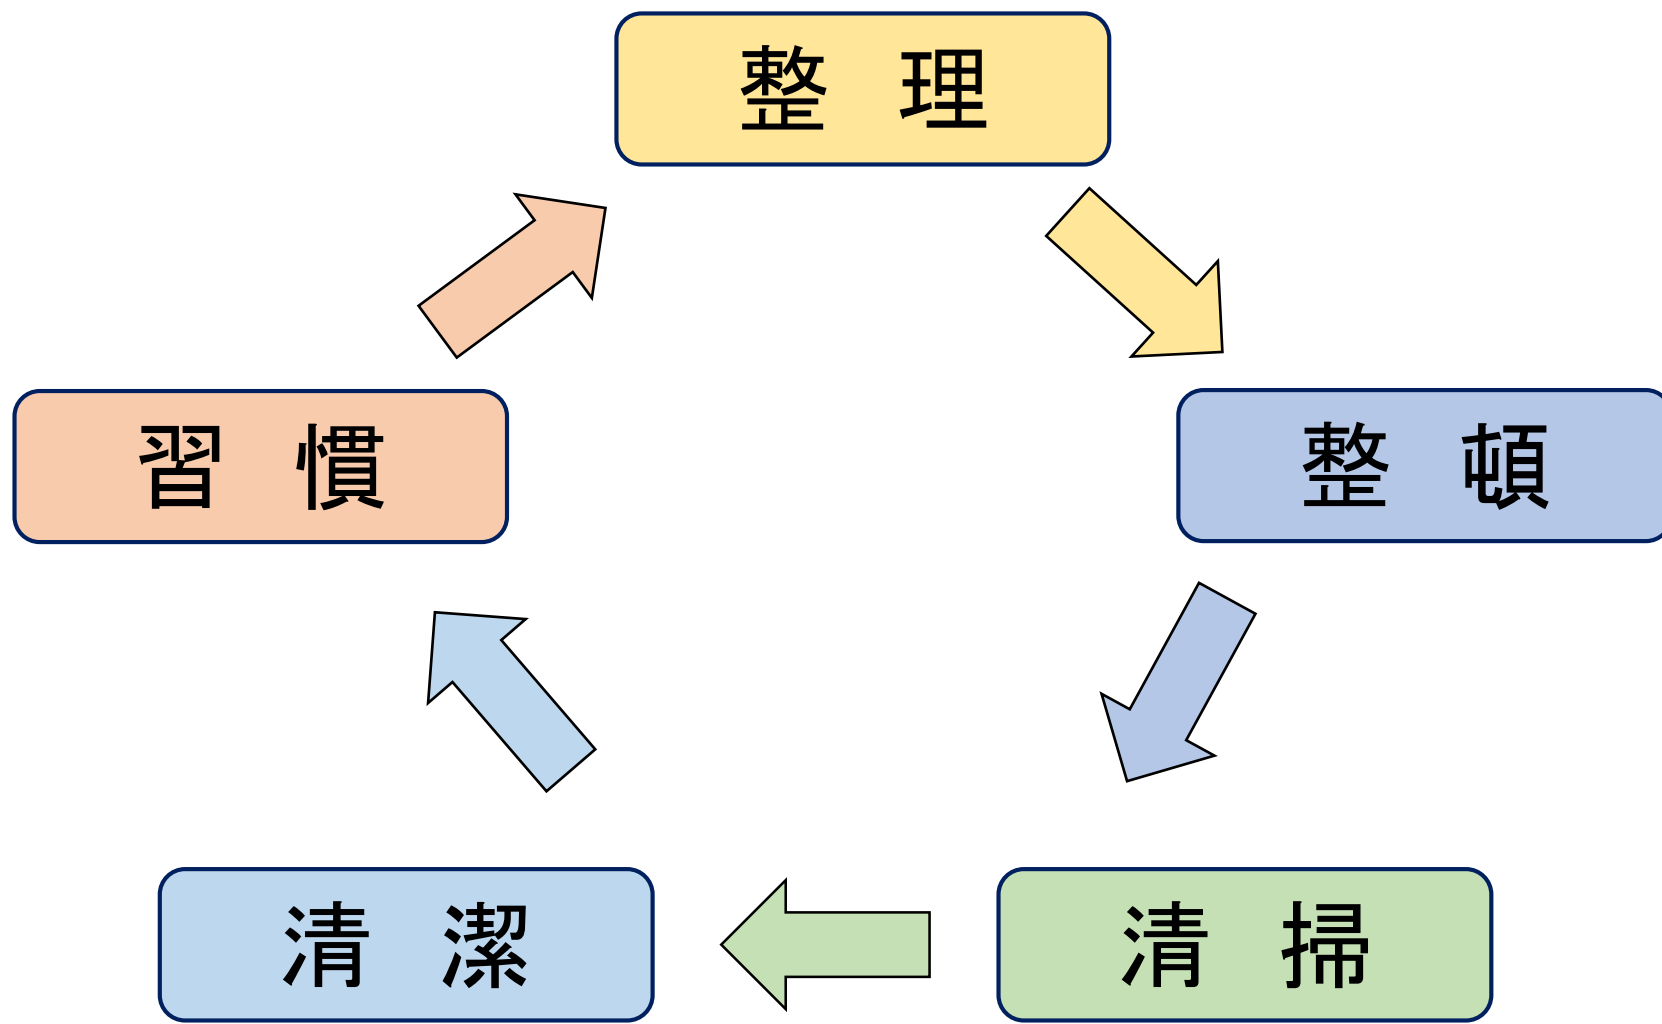 整 理
整 頓
清 掃
清 潔
習 慣